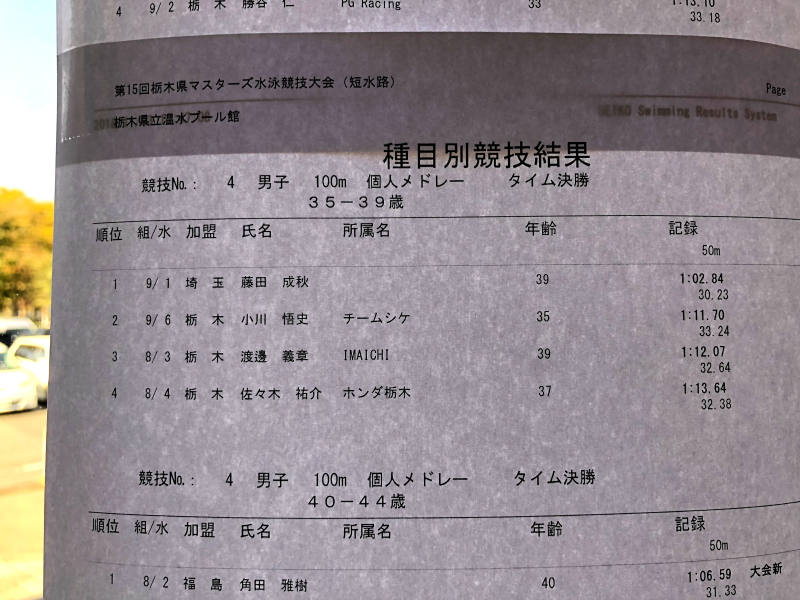 4 9/ 2 栃 木 勝谷 仁 PG Racing 33 1:13.10
33.18
第15回栃木県マスターズ水泳競技大会（短水路） Page
栃木県立温水プール館 SEIKO Swimming Results System
種目別競技結果
競技No.: 4 男子 100m 個人メドレー タイム決勝
３５－３９歳
順位 組/水 加盟 氏名 所属名 年齢 記録
50m
1 9/ 1 埼 玉 藤田 成秋 39 1:02.84
30.23
2 9/ 6 栃 木 小川 悟史 チームシケ 35 1:11.70
33.24
3 8/ 3 栃 木 渡邊 義章 IMAICHI 39 1:12.07
32.64
4 8/ 4 栃 木 佐々木 祐介 ホンダ栃木 37 1:13.64
32.38
競技No.: 4 男子 100m 個人メドレー タイム決勝
４０－４４歳
順位 組/水 加盟 氏名 所属名 年齢 記録
50m
1 8/ 2 福 島 角田 雅樹 40 1:06.59 大会新
31.33